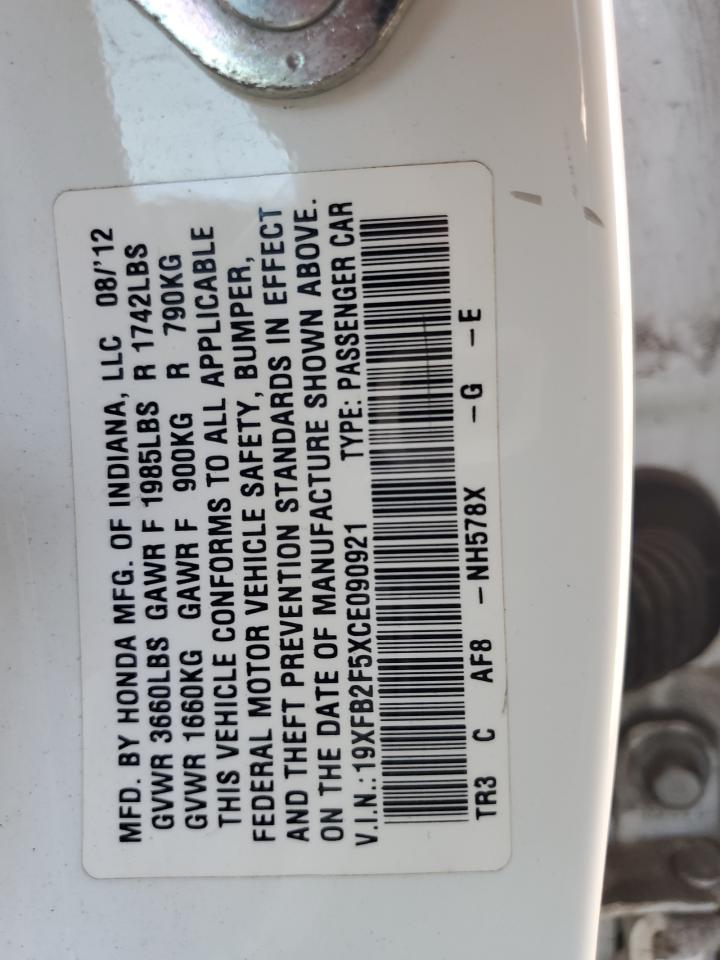 MFD. BY HONDA MFG. OF INDIANA, LLC 08/'12
GVWR 3660LBS GAWR F 1985LBS R 1742LBS
GVWR 1660KG GAWR F 900KG R 790KG
THIS VEHICLE CONFORMS TO ALL APPLICABLE
FEDERAL MOTOR VEHICLE SAFETY, BUMPER,
AND THEFT PREVENTION STANDARDS IN EFFECT
ON THE DATE OF MANUFACTURE SHOWN ABOVE.
V.I.N.:19XFB2F5XCE090921 TYPE: PASSENGER CAR
TR3 C AF8 -NH578X -G -E